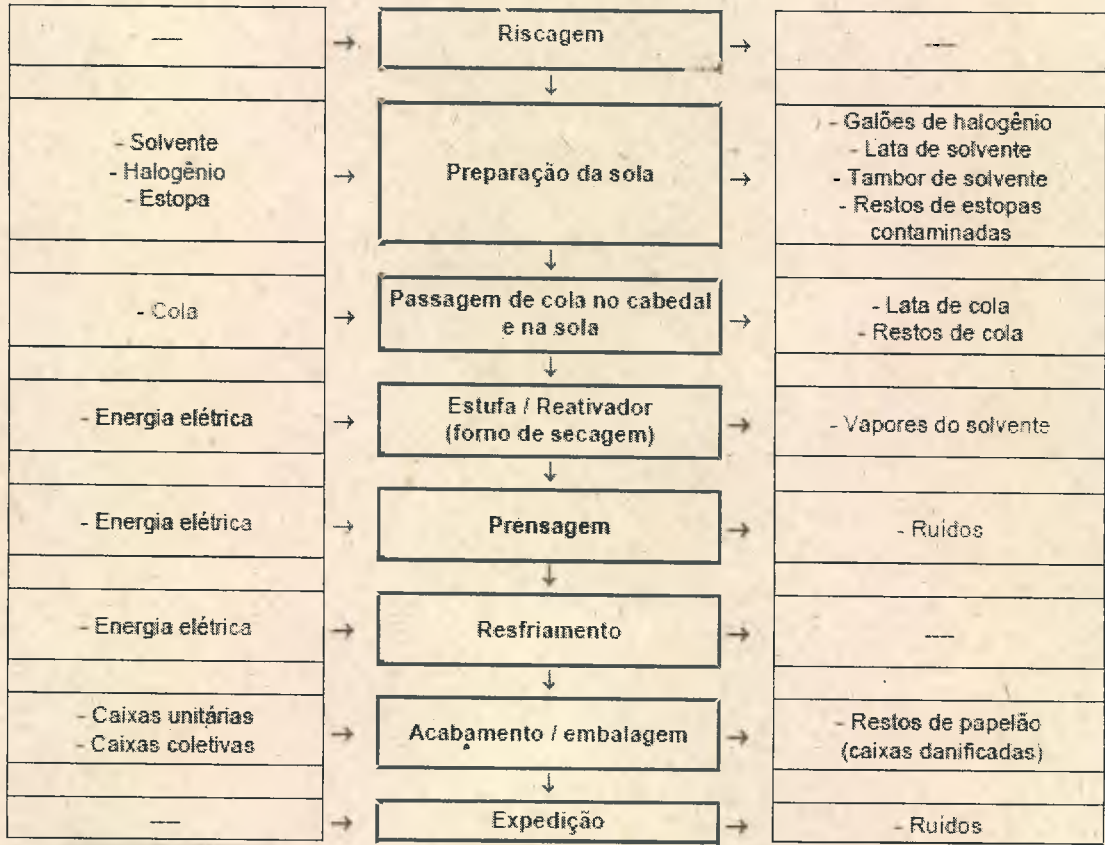 ----
→
Riscagem
→
----
↓
- Solvente
- Halogênio
- Estopa
→
Preparação da sola
→
- Galões de halogênio
- Lata de solvente
- Tambor de solvente
- Restos de estopas
contaminadas
↓
- Cola
→
Passagem de cola no cabedal
e na sola
→
- Lata de cola
- Restos de cola
↓
- Energia elétrica
→
Estufa / Reativador
(forno de secagem)
→
- Vapores do solvente
↓
- Energia elétrica
→
Prensagem
→
- Ruídos
↓
- Energia elétrica
→
Resfriamento
→
----
↓
- Caixas unitárias
- Caixas coletivas
→
Acabamento / embalagem
→
- Restos de papelão
(caixas danificadas)
↓
----
→
Expedição
→
- Ruídos